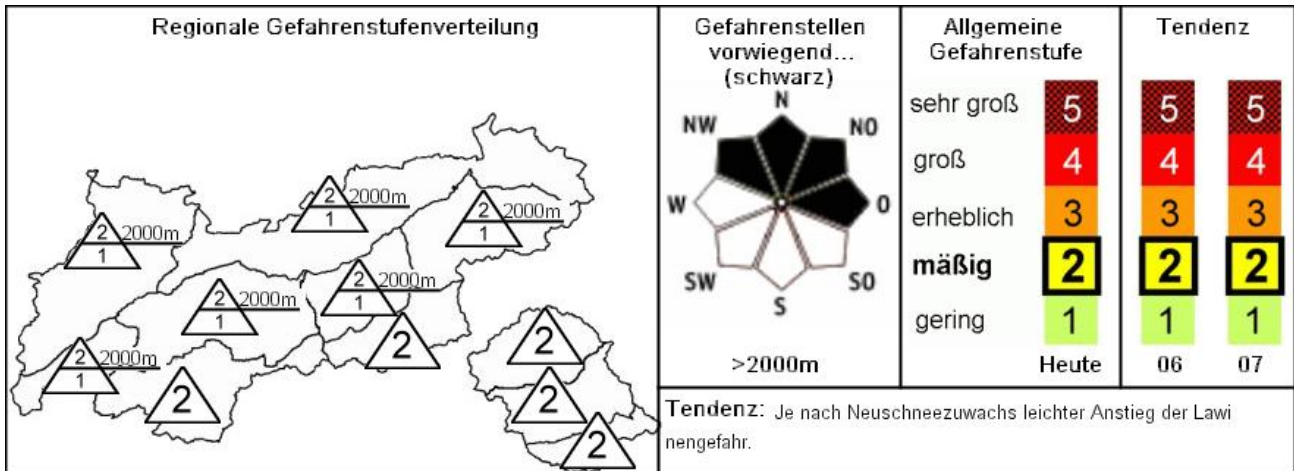 Regionale Gefahrenstufenverteilung
2
2000m
1
2
2000m
1
2
2000m
1
2
2000m
1
2
2000m
1
2
2000m
1
2
2
2
2
2
Gefahrenstellen
vorwiegend...
(schwarz)
N
NW
NO
W
O
SW
SO
S
>2000m
Allgemeine
Gefahrenstufe
sehr groß 5
groß 4
erheblich 3
mäßig 2
gering 1
Heute
Tendenz
5 5
4 4
3 3
2 2
1 1
06 07
Tendenz: Je nach Neuschneezuwachs leichter Anstieg der Lawi
nengefahr.